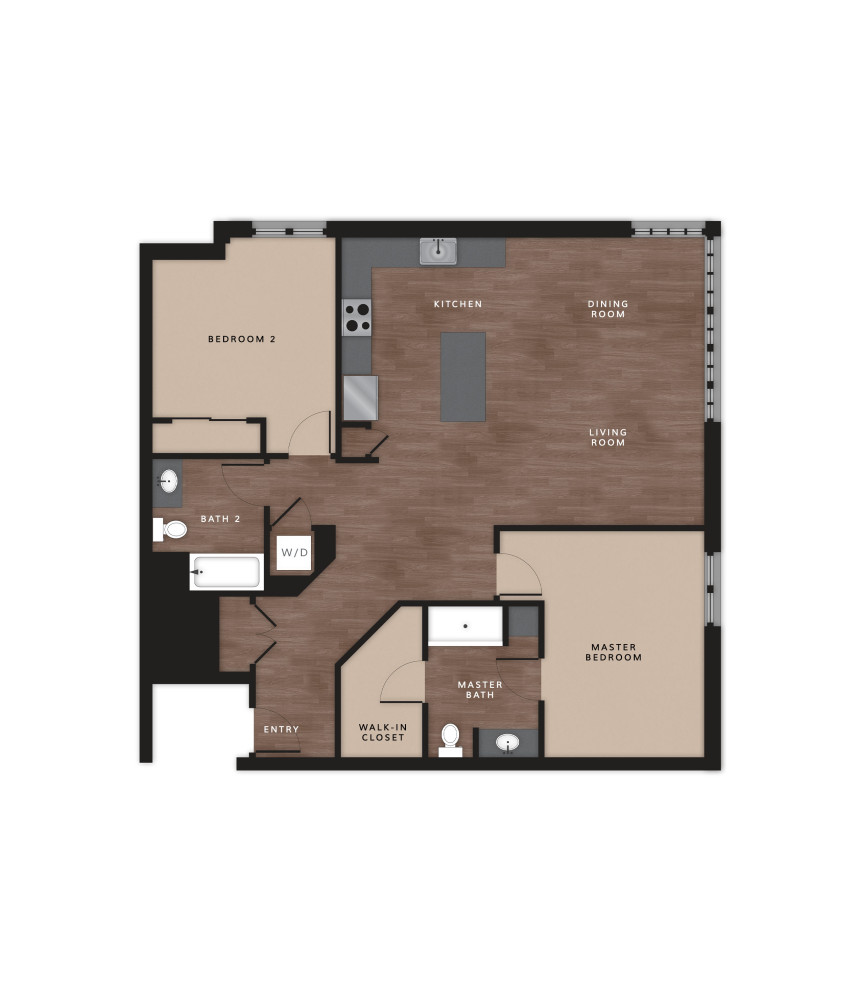 KITCHEN
DINING
ROOM
BEDROOM 2
LIVING
ROOM
BATH 2
W/D
MASTER
BEDROOM
MASTER
BATH
ENTRY
WALK-IN
CLOSET